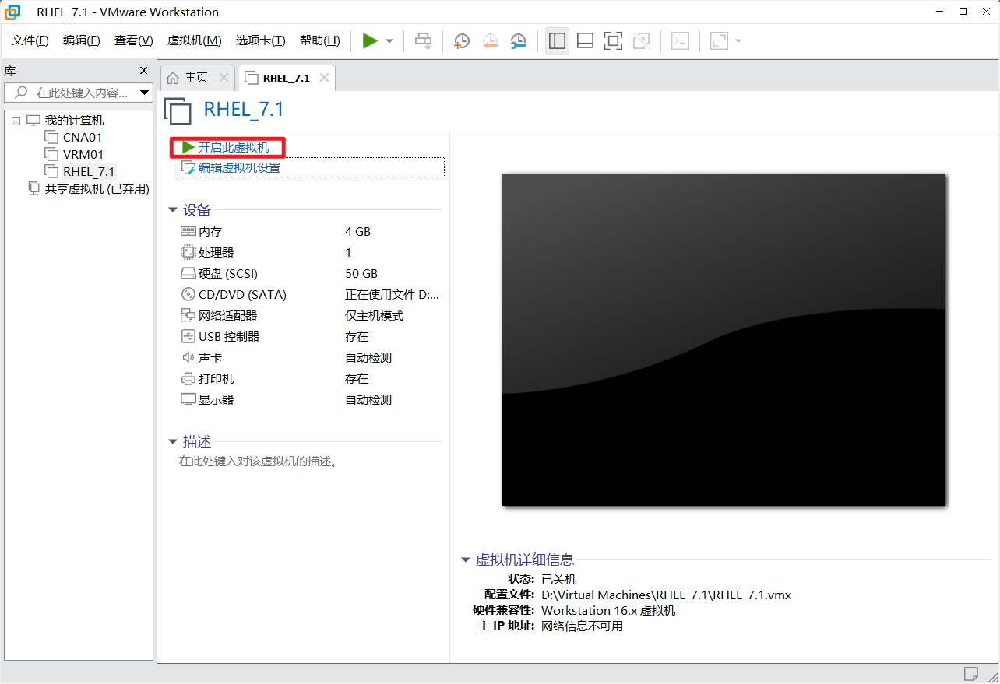 RHEL_7.1 - VMware Workstation
文件(F) 编辑(E) 查看(V) 虚拟机(M) 选项卡(T) 帮助(H)
库
在此处键入内容...
我的计算机
CNA01
VRM01
RHEL_7.1
共享虚拟机 (已弃用)
主页 RHEL_7.1
RHEL_7.1
开启此虚拟机
编辑虚拟机设置
设备
内存 4 GB
处理器 1
硬盘 (SCSI) 50 GB
CD/DVD (SATA) 正在使用文件 D:...
网络适配器 仅主机模式
USB 控制器 存在
声卡 自动检测
打印机 存在
显示器 自动检测
描述
在此处键入对该虚拟机的描述。
虚拟机详细信息
状态: 已关机
配置文件: D:\Virtual Machines\RHEL_7.1\RHEL_7.1.vmx
硬件兼容性: Workstation 16.x 虚拟机
主 IP 地址: 网络信息不可用